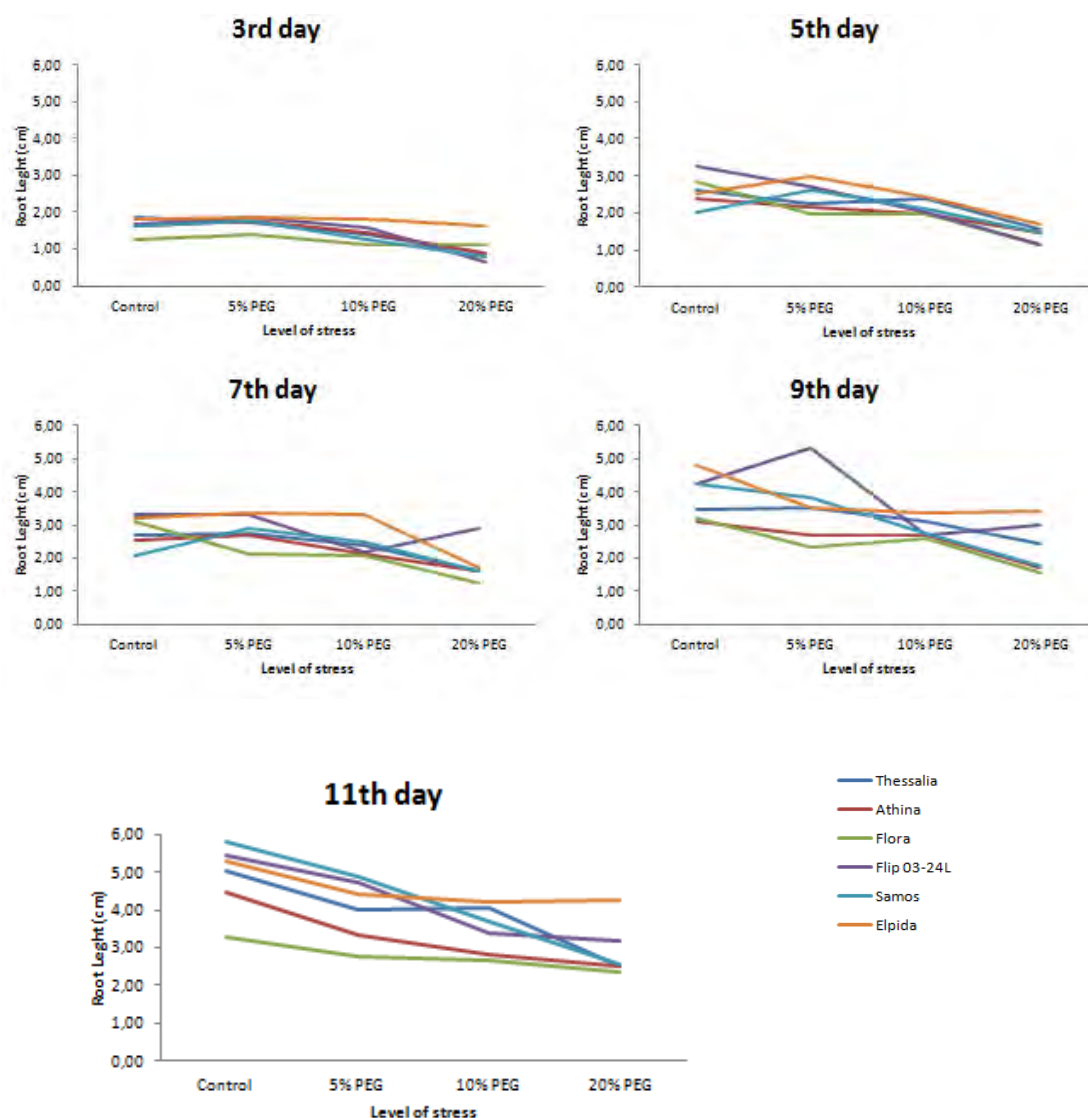 3rd day
6,00
5,00
4,00
3,00
2,00
1,00
0,00
Root Leght (cm)
Control 5% PEG 10% PEG 20% PEG
Level of stress
5th day
6,00
5,00
4,00
3,00
2,00
1,00
0,00
Root Leght (cm)
Control 5% PEG 10% PEG 20% PEG
Level of stress
7th day
6,00
5,00
4,00
3,00
2,00
1,00
0,00
Root Leght (cm)
Control 5% PEG 10% PEG 20% PEG
Level of stress
9th day
6,00
5,00
4,00
3,00
2,00
1,00
0,00
Root Leght (cm)
Control 5% PEG 10% PEG 20% PEG
Level of stress
11th day
6,00
5,00
4,00
3,00
2,00
1,00
0,00
Root Leght (cm)
Control 5% PEG 10% PEG 20% PEG
Level of stress
Thessalia
Athina
Flora
Flip 03-24L
Samos
Elpida